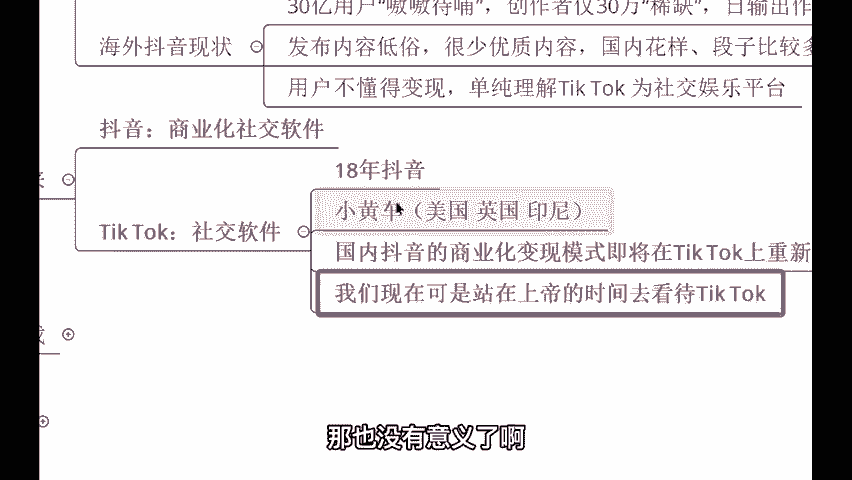 30亿用户"嗷嗷待哺"，创作者仅30万"稀缺"，日输出作
海外抖音现状
发布内容低俗，很少优质内容，国内花样、段子比较多
用户不懂得变现，单纯理解TikTok 为社交娱乐平台
抖音：商业化社交软件
18年抖音
小黄车（美国 英国 印尼）
TikTok：社交软件
国内抖音的商业化变现模式即将在TikTok上重新
我们现在可是站在上帝的时间去看待TikTok
那也没有意义了啊